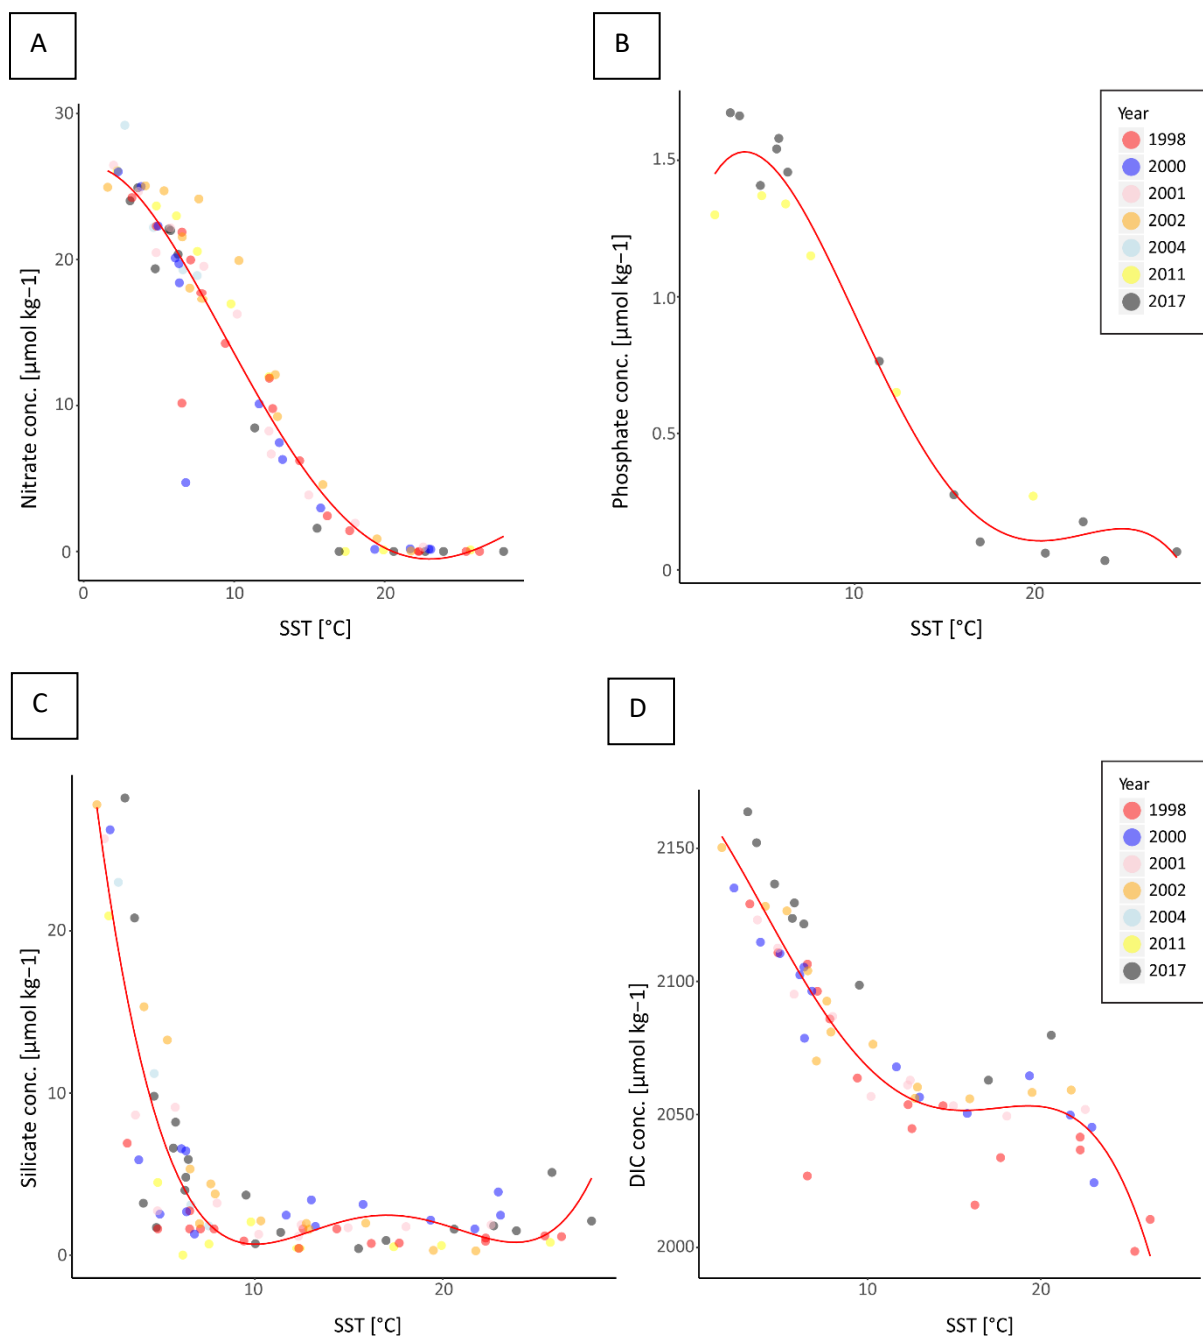 A
B
Nitrate conc. [µmol kg−1]
30
20
10
0
0
10
20
SST [°C]
Phosphate conc. [µmol kg−1]
1.5
1.0
0.5
0
10
20
SST [°C]
Year
1998
2000
2001
2002
2004
2011
2017
C
D
Silicate conc. [µmol kg−1]
20
10
0
10
20
SST [°C]
DIC conc. [µmol kg−1]
2150
2100
2050
2000
10
20
SST [°C]
Year
1998
2000
2001
2002
2004
2011
2017